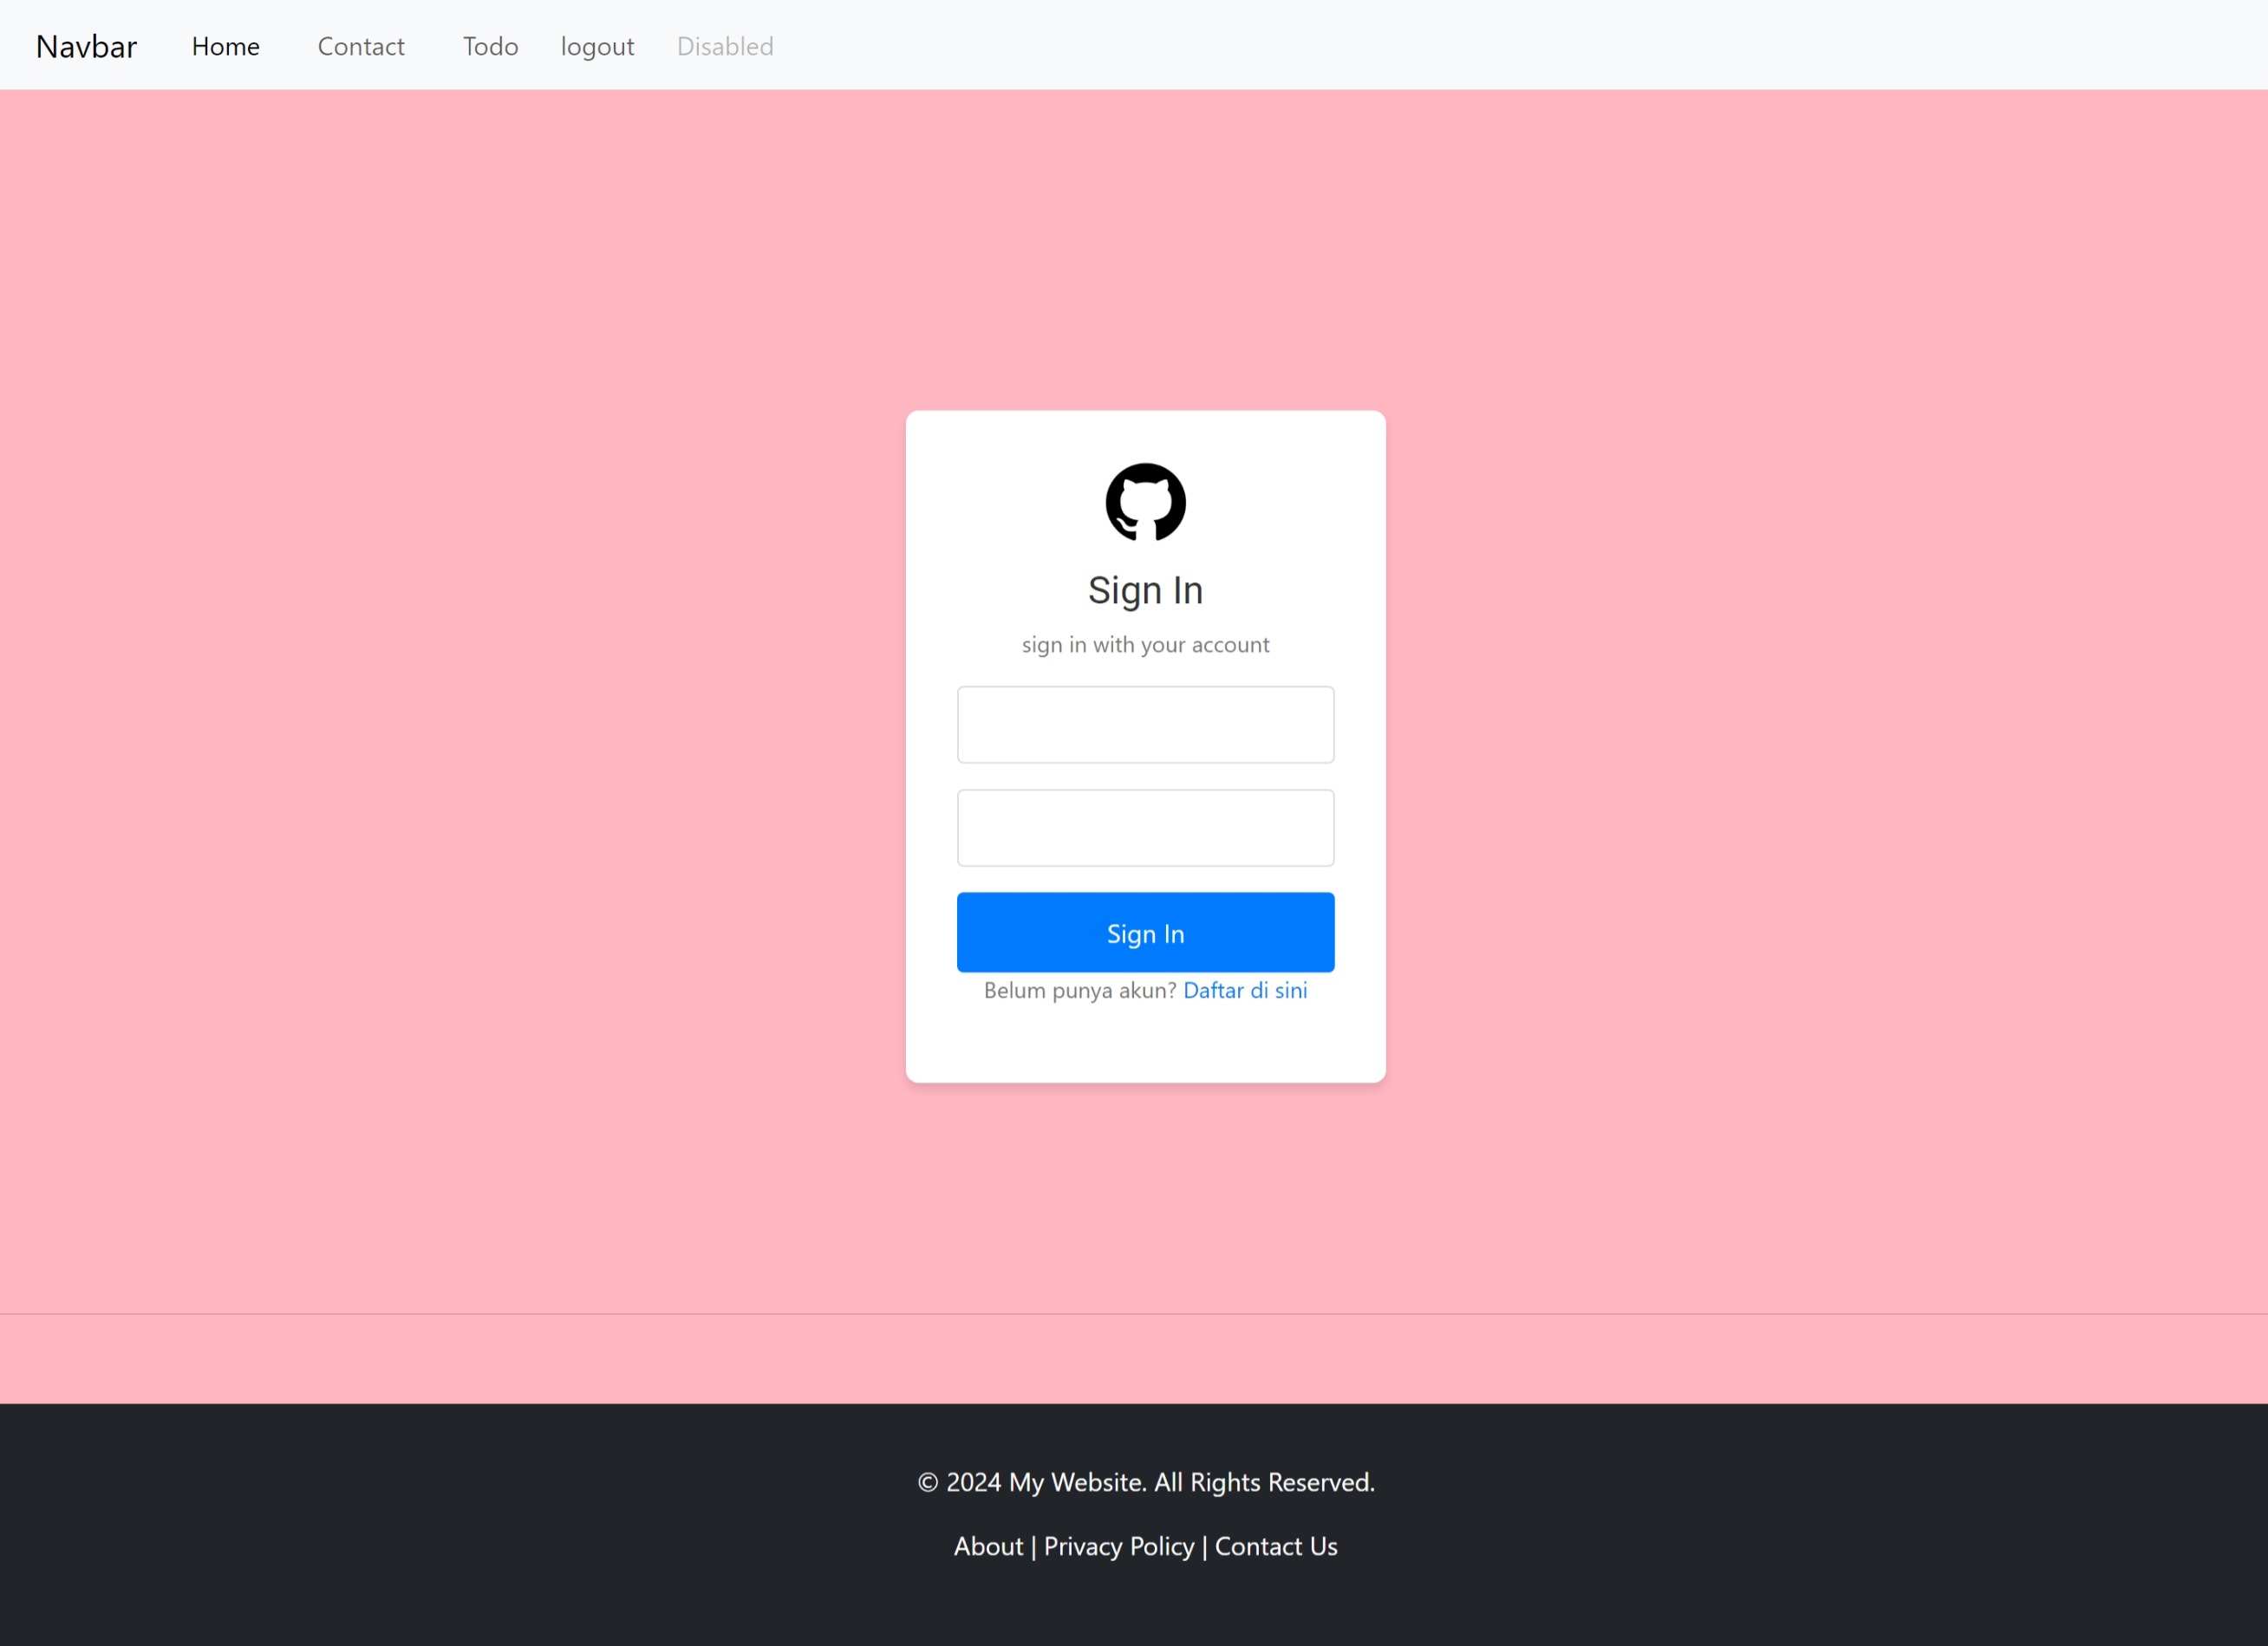 Navbar Home Contact Todo logout Disabled
Sign In
sign in with your account
Sign In
Belum punya akun? Daftar di sini
© 2024 My Website. All Rights Reserved.
About | Privacy Policy | Contact Us